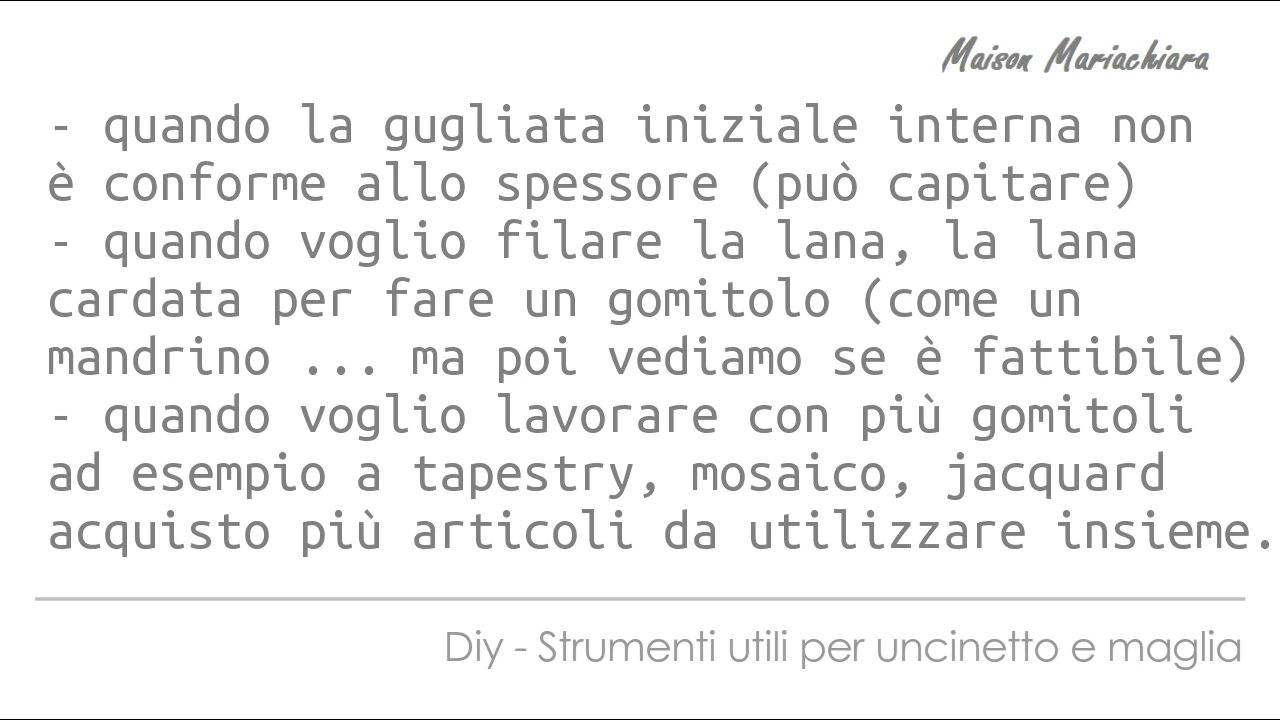 Maison Mariachiara
- quando la gugliata iniziale interna non
è conforme allo spessore (può capitare)
- quando voglio filare la lana, la lana
cardata per fare un gomitolo (come un
mandrino ... ma poi vediamo se è fattibile)
- quando voglio lavorare con più gomitoli
ad esempio a tapestry, mosaico, jacquard
acquisto più articoli da utilizzare insieme.
Diy - Strumenti utili per uncinetto e maglia